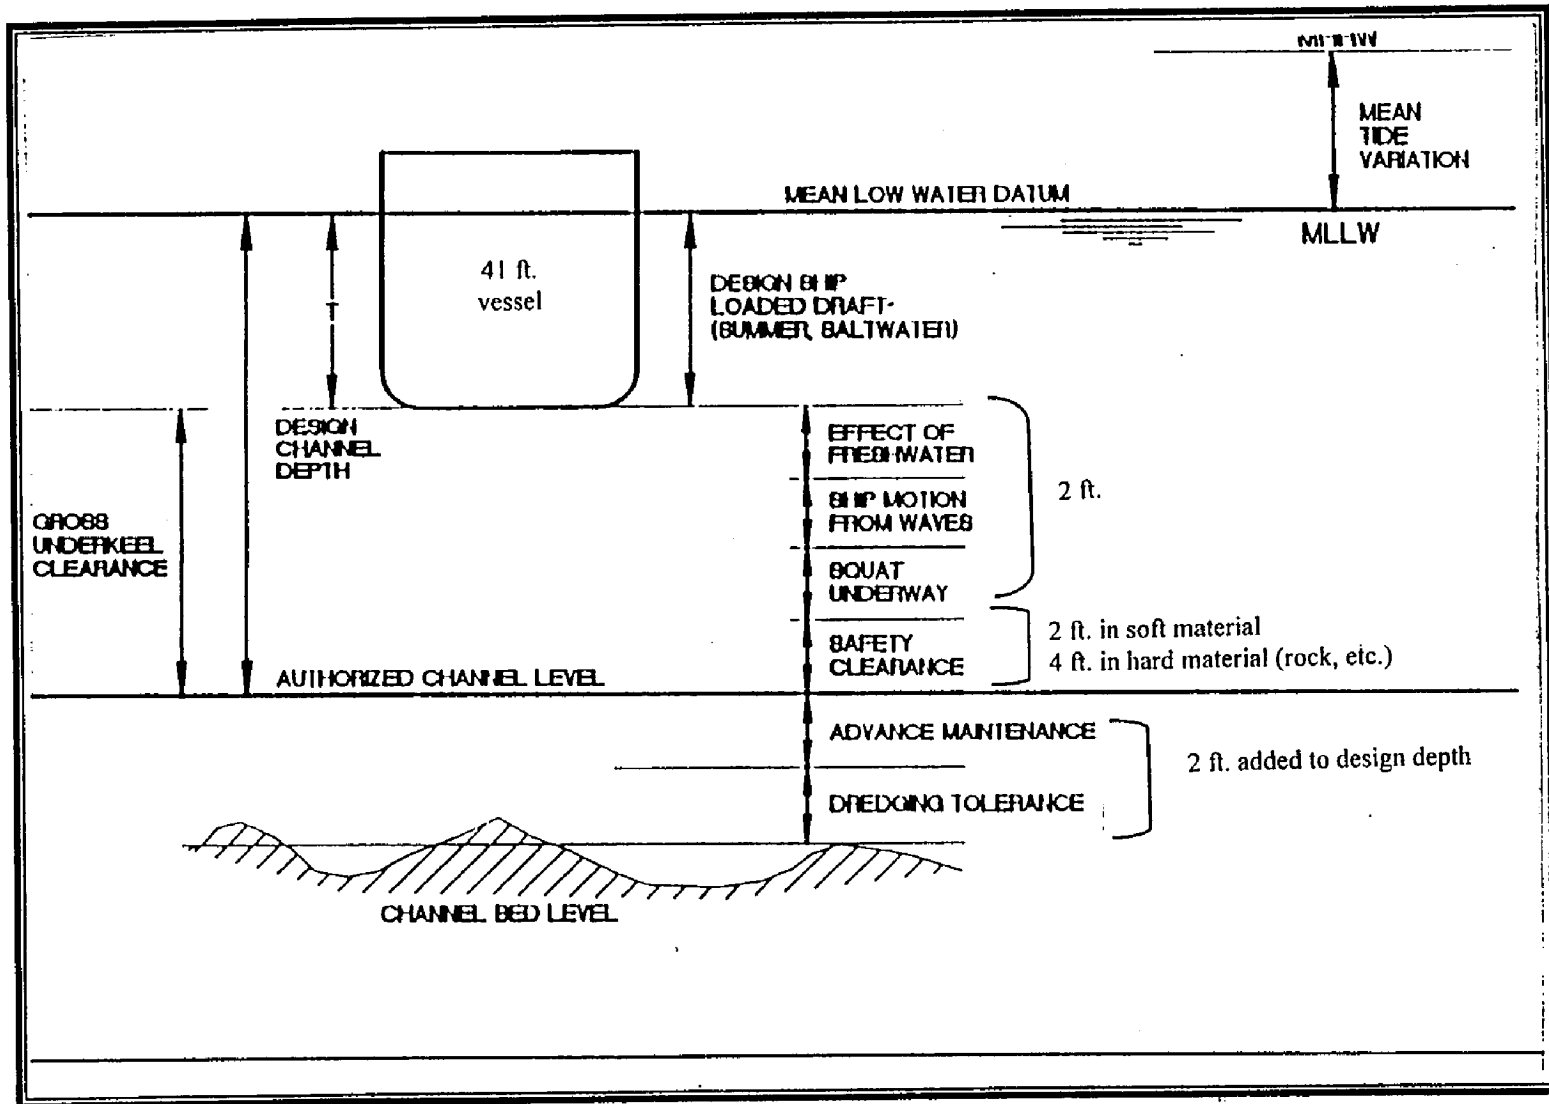 MEAN
TIDE
VARIATION
MEAN LOW WATER DATUM
MLLW
41 ft.
vessel
DESIGN SHIP
LOADED DRAFT-
(SUMMER, SALTWATER)
T
DESIGN
CHANNEL
DEPTH
EFFECT OF
FRESHWATER
2 ft.
SHIP MOTION
FROM WAVES
GROSS
UNDERKEEL
CLEARANCE
SQUAT
UNDERWAY
SAFETY
CLEARANCE
2 ft. in soft material
4 ft. in hard material (rock, etc.)
AUTHORIZED CHANNEL LEVEL
ADVANCE MAINTENANCE
2 ft. added to design depth
DREDGING TOLERANCE
CHANNEL BED LEVEL